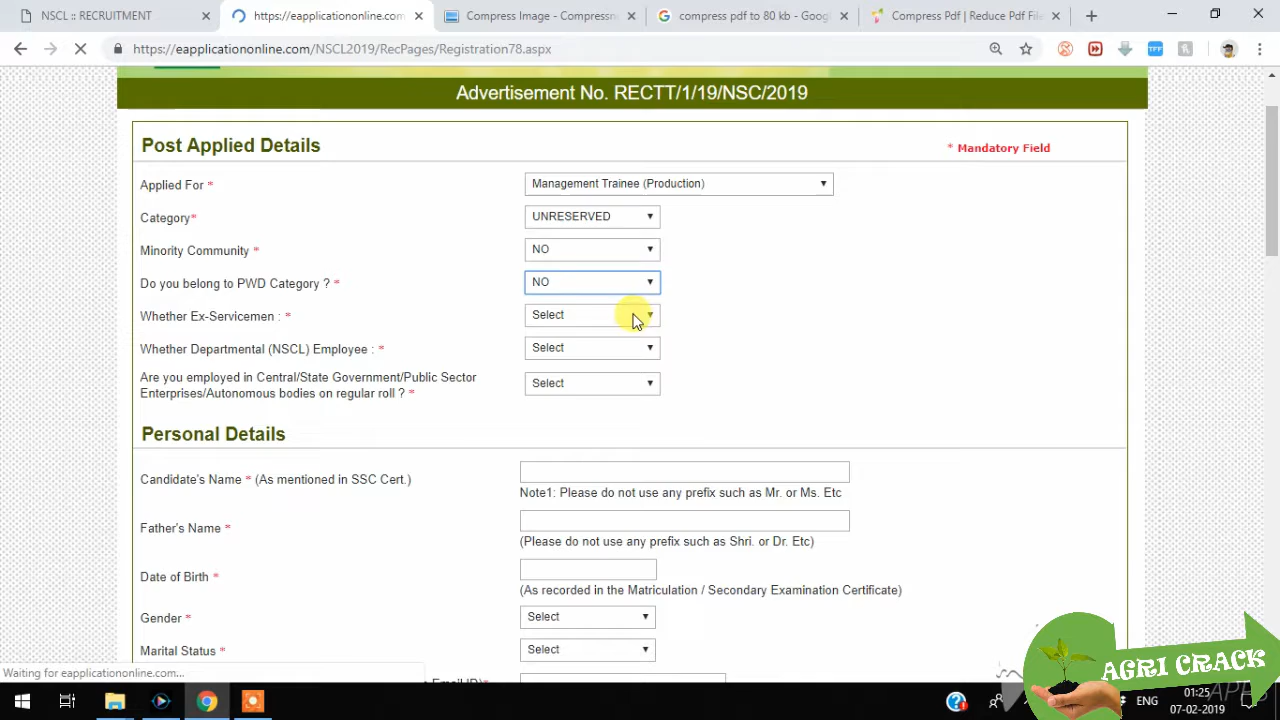 NSCL :: RECRUITMENT
https://eapplicationonline.com
Compress Image - Compress
compress pdf to 80 kb - Goog
Compress Pdf | Reduce Pdf File
https://eapplicationonline.com/NSCL2019/RecPages/Registration78.aspx
Advertisement No. RECTT/1/19/NSC/2019
Post Applied Details
* Mandatory Field
Applied For *
Management Trainee (Production)
Category*
UNRESERVED
Minority Community *
NO
Do you belong to PWD Category ? *
NO
Whether Ex-Servicemen : *
Select
Whether Departmental (NSCL) Employee : *
Select
Are you employed in Central/State Government/Public Sector
Enterprises/Autonomous bodies on regular roll ? *
Select
Personal Details
Candidate's Name * (As mentioned in SSC Cert.)
Note1: Please do not use any prefix such as Mr. or Ms. Etc
Father's Name *
(Please do not use any prefix such as Shri. or Dr. Etc)
Date of Birth *
(As recorded in the Matriculation / Secondary Examination Certificate)
Gender *
Select
Marital Status *
Select
Waiting for eapplicationonline.com...
Email ID)*
AGRI CRACK
ENG
01:25
07-02-2019